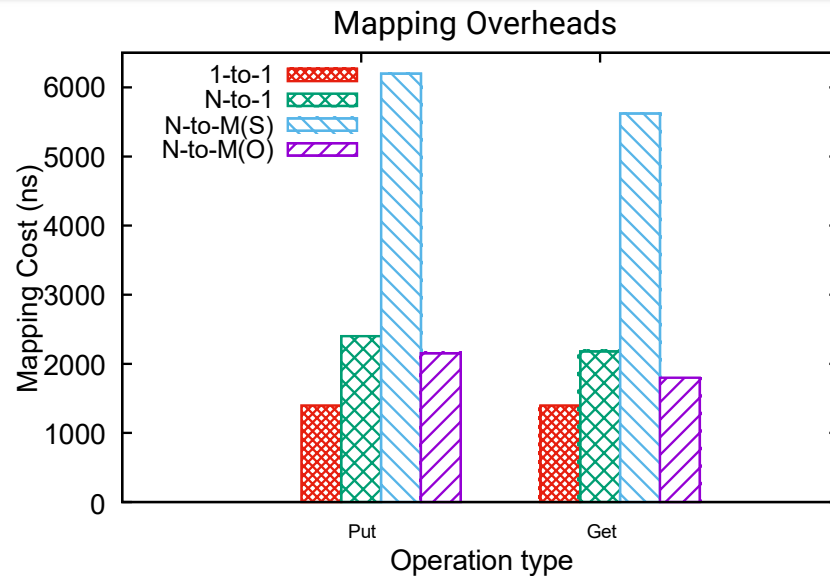 Mapping Overheads
1-to-1
N-to-1
N-to-M(S)
N-to-M(O)
Mapping Cost (ns)
6000
5000
4000
3000
2000
1000
0
Put
Get
Operation type